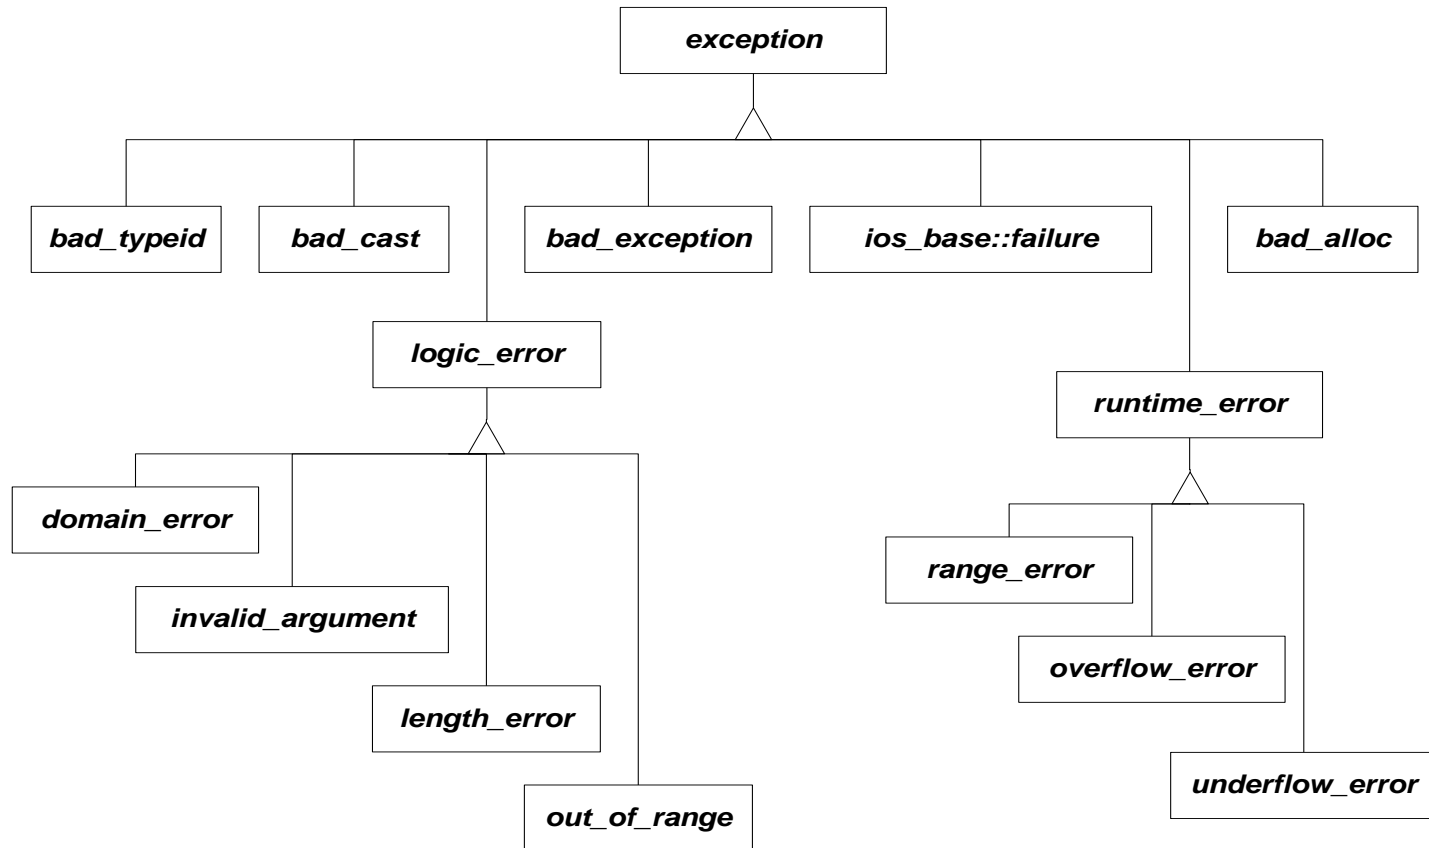 exception
bad_typeid
bad_cast
bad_exception
ios_base::failure
bad_alloc
logic_error
runtime_error
domain_error
range_error
invalid_argument
overflow_error
length_error
underflow_error
out_of_range